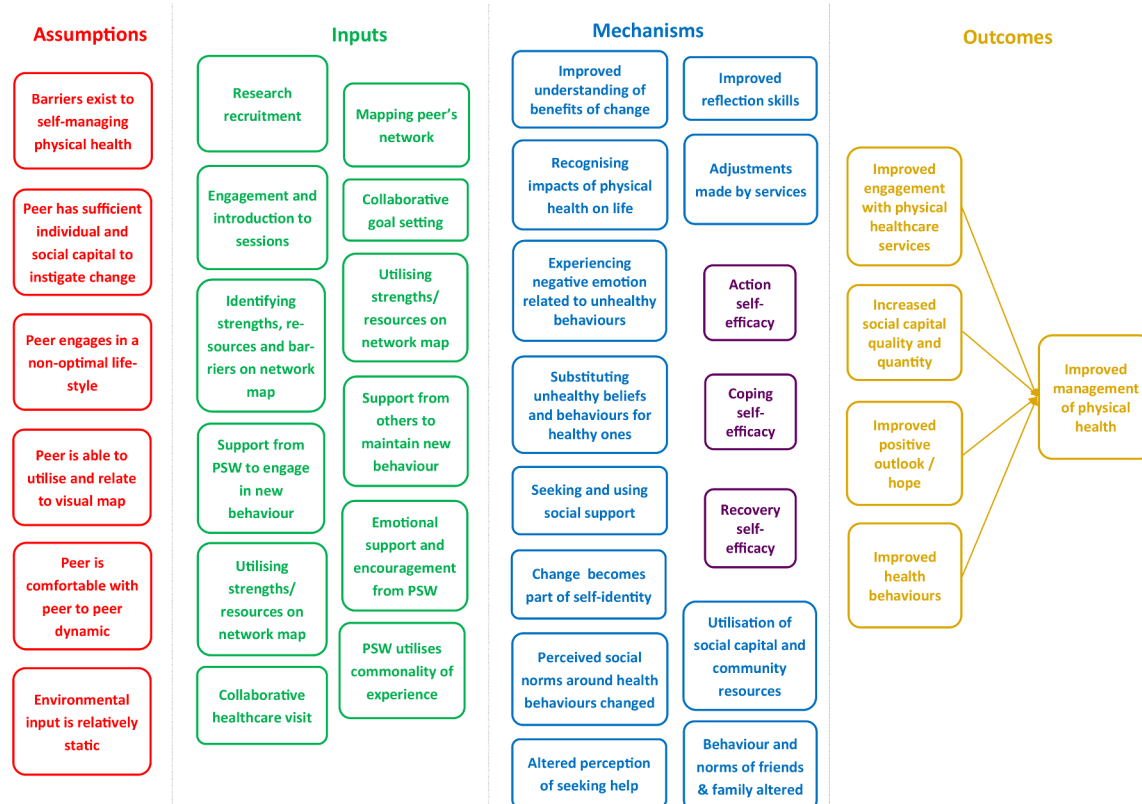 Assumptions
Barriers exist to
self-managing
physical health
Peer has sufficient
individual and
social capital to
instigate change
Peer engages in a
non-optimal life-
style
Peer is able to
utilise and relate
to visual map
Peer is
comfortable with
peer to peer
dynamic
Environmental
input is relatively
static
Inputs
Research
recruitment
Engagement and
introduction to
sessions
Identifying
strengths, re-
sources and bar-
riers on network
map
Support from
PSW to engage
in new
behaviour
Utilising
strengths/
resources on
network map
Collaborative
healthcare visit
Mapping peer's
network
Collaborative
goal setting
Utilising
strengths/
resources on
network map
Support from
others to
maintain new
behaviour
Emotional
support and
encouragement
from PSW
PSW utilises
commonality of
experience
Mechanisms
Improved
understanding of
benefits of change
Recognising
impacts of physical
health on life
Experiencing
negative emotion
related to unhealthy
behaviours
Substituting
unhealthy beliefs
and behaviours for
healthy ones
Seeking and using
social support
Change becomes
part of self-identity
Perceived social
norms around health
behaviours changed
Altered perception
of seeking help
Improved
reflection skills
Adjustments
made by services
Action
self-
efficacy
Coping
self-
efficacy
Recovery
self-
efficacy
Utilisation of
social capital and
community
resources
Behaviour and
norms of friends
& family altered
Outcomes
Improved
engagement
with physical
healthcare
services
Increased
social capital
quality and
quantity
Improved
positive
outlook /
hope
Improved
health
behaviours
Improved
management
of physical
health